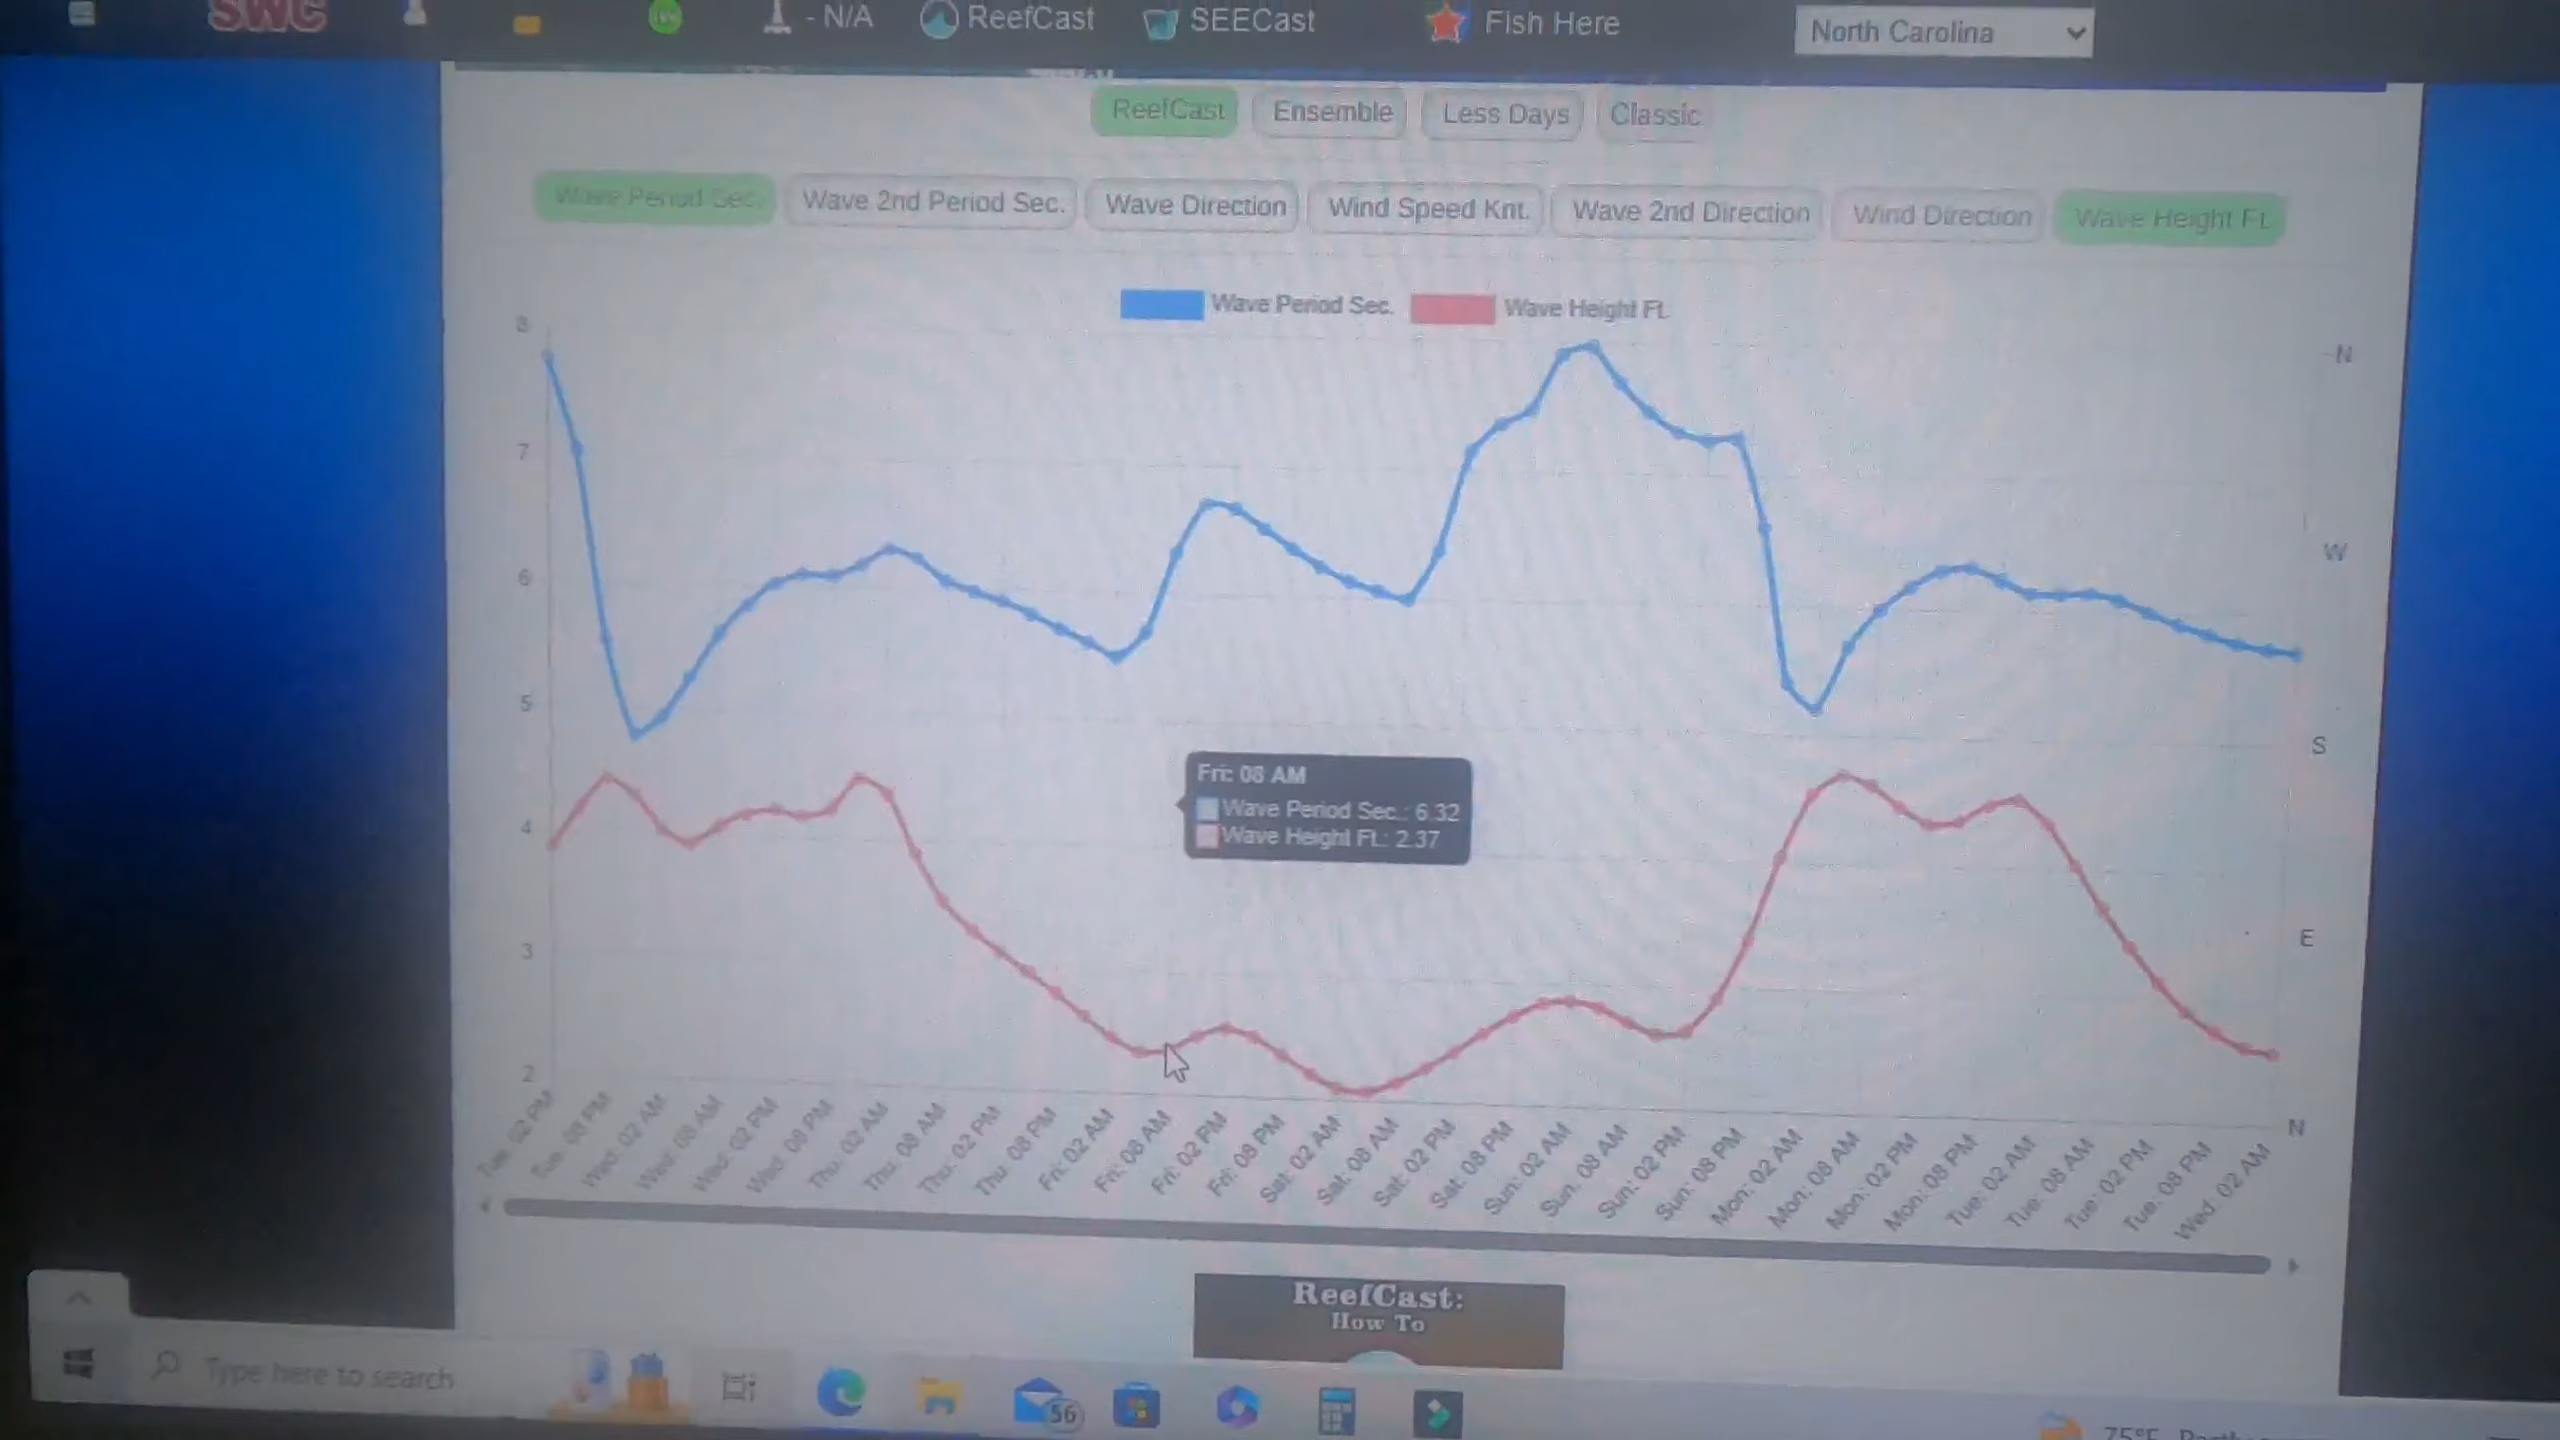 SWC - N/A ReefCast SEECast Fish Here North Carolina
ReefCast Ensemble Less Days Classic
Wave Period Sec. Wave 2nd Period Sec. Wave Direction Wind Speed Knt. Wave 2nd Direction Wind Direction Wave Height Ft.
Wave Period Sec. Wave Height Ft.
8
N
7
W
6
5
S
Fri: 08 AM
Wave Period Sec.: 6.32
Wave Height Ft.: 2.37
4
3
E
2
N
Tue: 02 PM Tue: 08 PM Wed: 02 AM Wed: 08 AM Wed: 02 PM Wed: 08 PM Thu: 02 AM Thu: 08 AM Thu: 02 PM Thu: 08 PM Fri: 02 AM Fri: 08 AM Fri: 02 PM Fri: 08 PM Sat: 02 AM Sat: 08 AM Sat: 02 PM Sat: 08 PM Sun: 02 AM Sun: 08 AM Sun: 02 PM Sun: 08 PM Mon: 02 AM Mon: 08 AM Mon: 02 PM Mon: 08 PM Tue: 02 AM Tue: 08 AM Tue: 02 PM Tue: 08 PM Wed: 02 AM
ReefCast:
How To
Type here to search
56
75°F